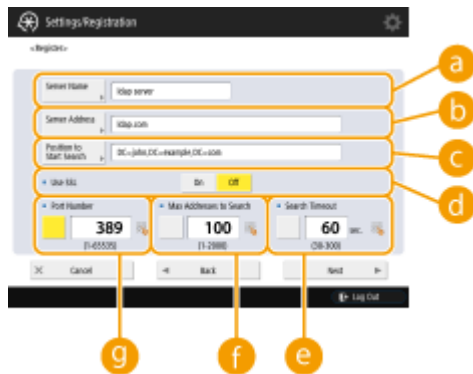 Settings/Registration
<Register>
a
Server Name
ldap server
b
Server Address
ldap.com
c
Position to
Start Search
DC=john,DC=example,DC=com
d
Use SSL
On
Off
Port Number
Max Addresses to Search
Search Timeout
389
100
60
sec.
(1-65535)
(1-2000)
(30-300)
Cancel
Back
Next
Log Out
g
f
e